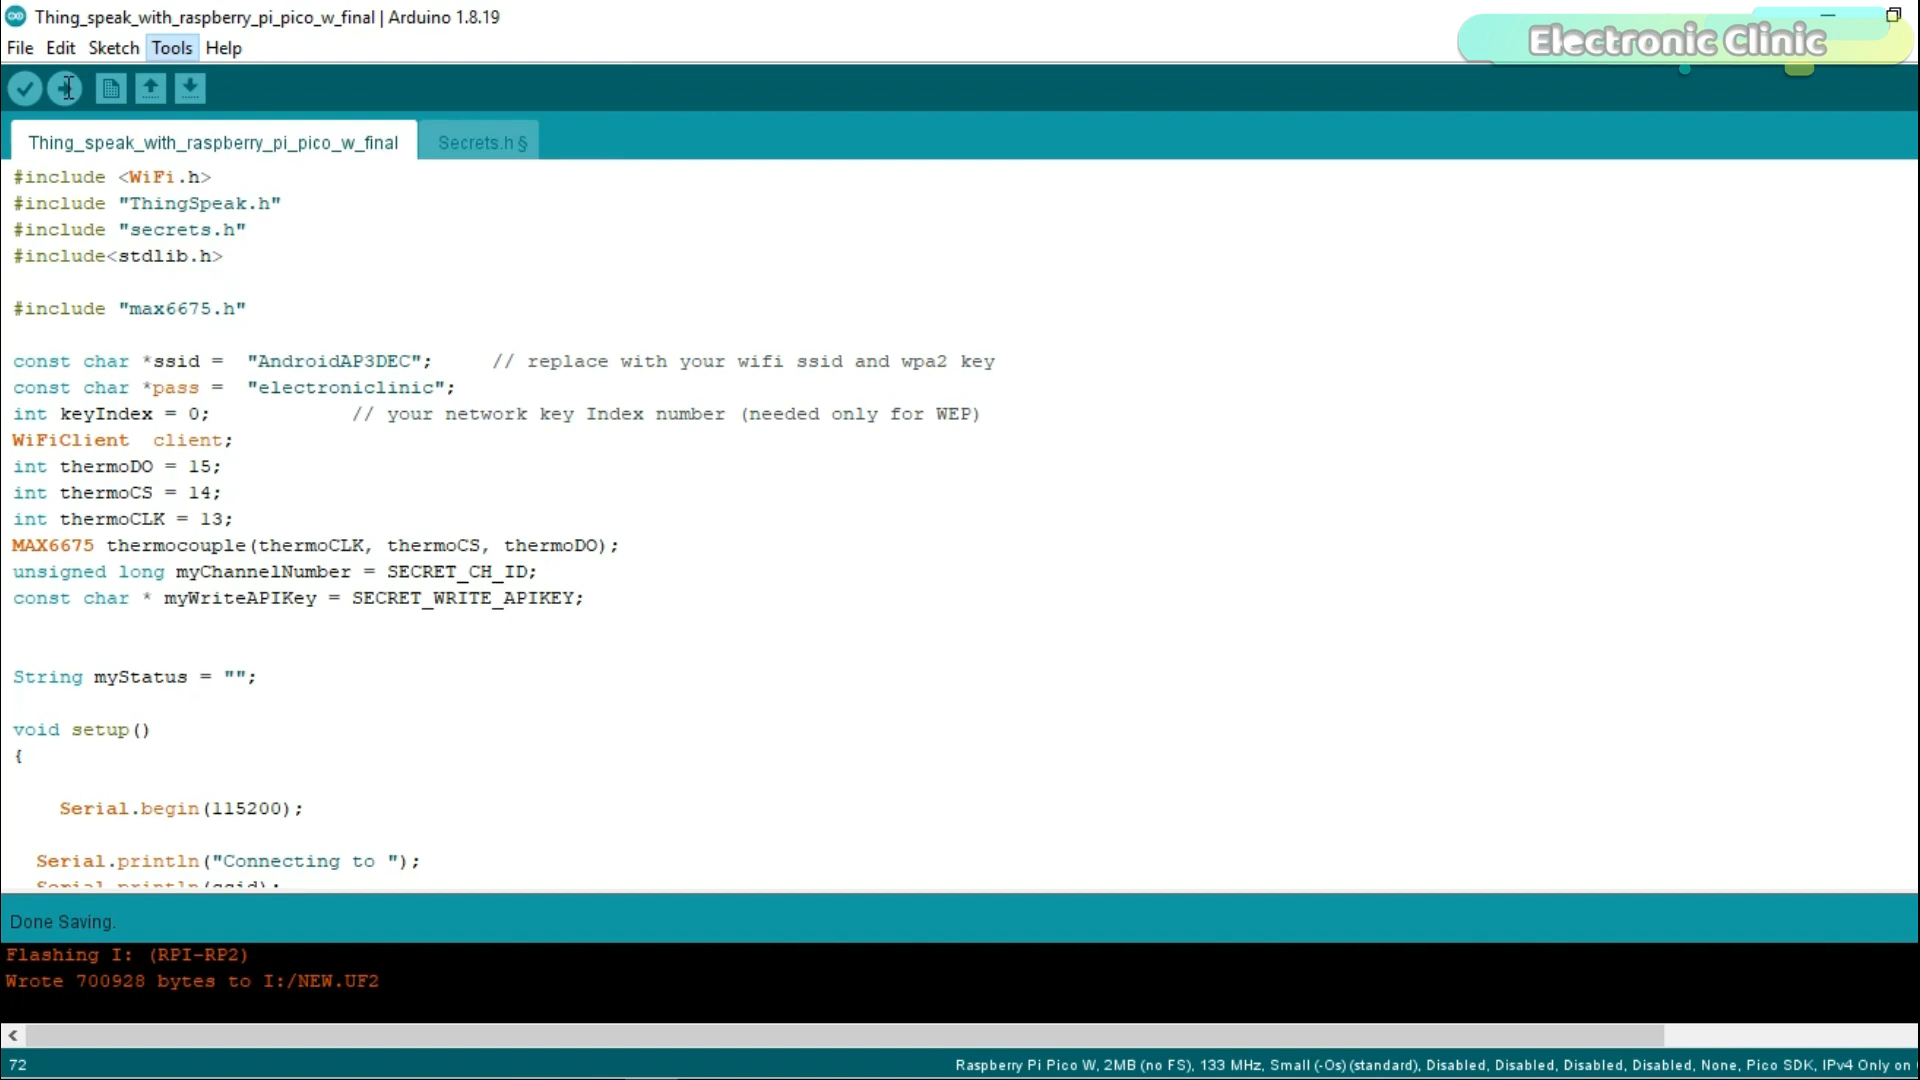 Thing_speak_with_raspberry_pi_pico_w_final | Arduino 1.8.19
File Edit Sketch Tools Help
Electronic Clinic
Thing_speak_with_raspberry_pi_pico_w_final Secrets.h §
#include <WiFi.h>
#include "ThingSpeak.h"
#include "secrets.h"
#include<stdlib.h>
#include "max6675.h"
const char *ssid =  "AndroidAP3DEC";     // replace with your wifi ssid and wpa2 key
const char *pass =  "electroniclinic";
int keyIndex = 0;            // your network key Index number (needed only for WEP)
WiFiClient  client;
int thermoDO = 15;
int thermoCS = 14;
int thermoCLK = 13;
MAX6675 thermocouple(thermoCLK, thermoCS, thermoDO);
unsigned long myChannelNumber = SECRET_CH_ID;
const char * myWriteAPIKey = SECRET_WRITE_APIKEY;
String myStatus = "";
void setup()
{
Serial.begin(115200);
Serial.println("Connecting to ");
Serial.println(ssid);
Done Saving.
Flashing I: (RPI-RP2)
Wrote 700928 bytes to I:/NEW.UF2
72
Raspberry Pi Pico W, 2MB (no FS), 133 MHz, Small (-Os) (standard), Disabled, Disabled, Disabled, Disabled, None, Pico SDK, IPv4 Only on